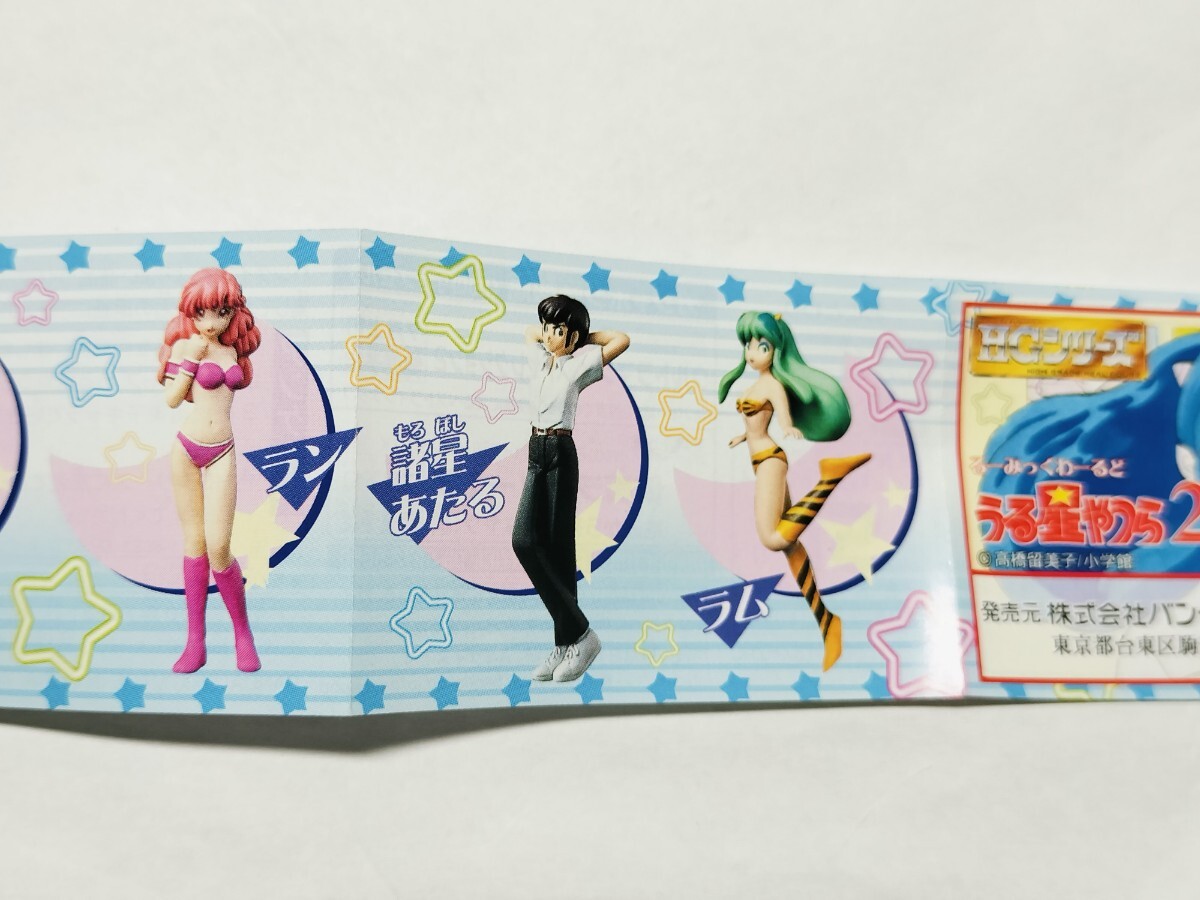 ラン
もろ ぼし
諸星
あたる
ラム
HGシリーズ
るーみっくわーるど
うる星やつら2
©高橋留美子/小学館
発売元 株式会社バン
東京都台東区駒